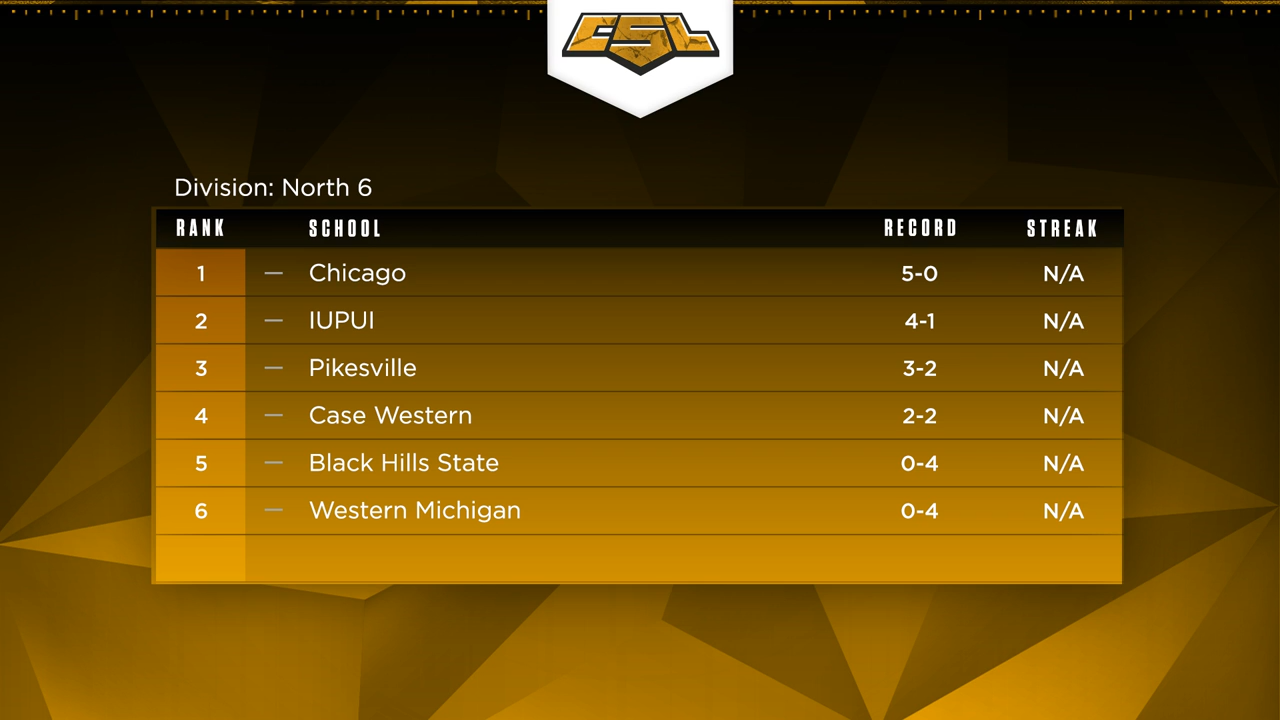 CSL
Division: North 6
RANK SCHOOL RECORD STREAK
1 — Chicago 5-0 N/A
2 — IUPUI 4-1 N/A
3 — Pikesville 3-2 N/A
4 — Case Western 2-2 N/A
5 — Black Hills State 0-4 N/A
6 — Western Michigan 0-4 N/A